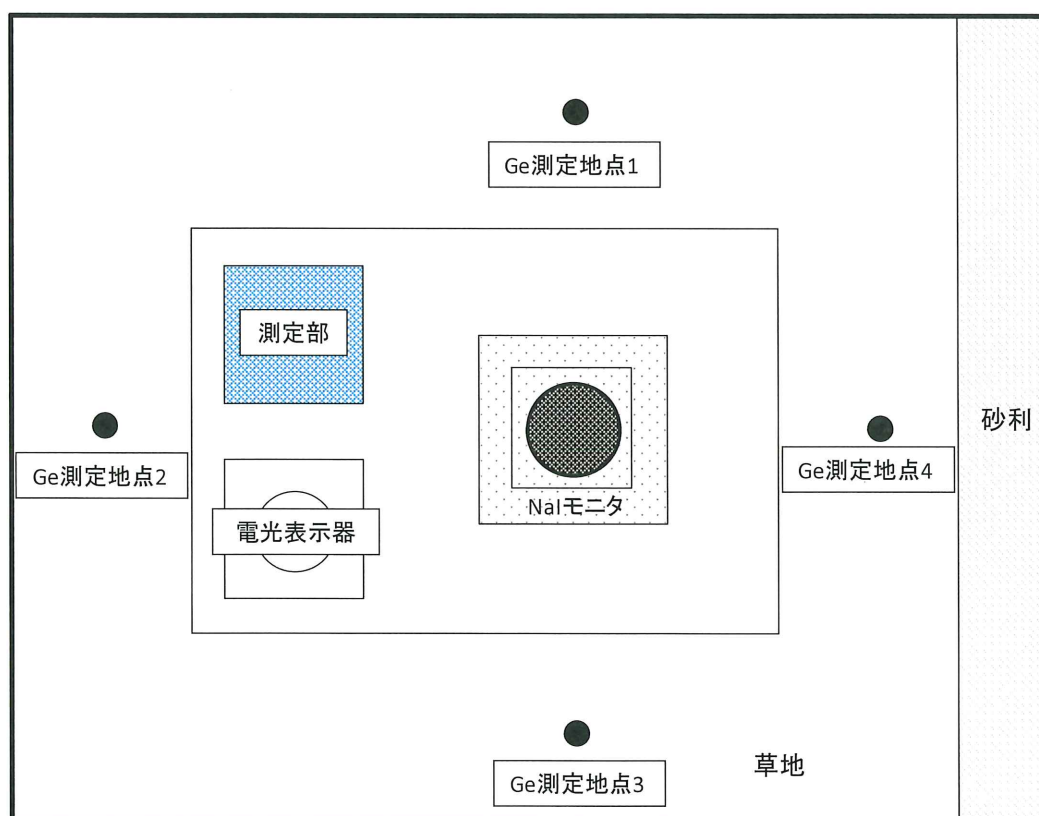 Ge測定地点1
測定部
砂利
Ge測定地点2
Ge測定地点4
NaIモニタ
電光表示器
草地
Ge測定地点3